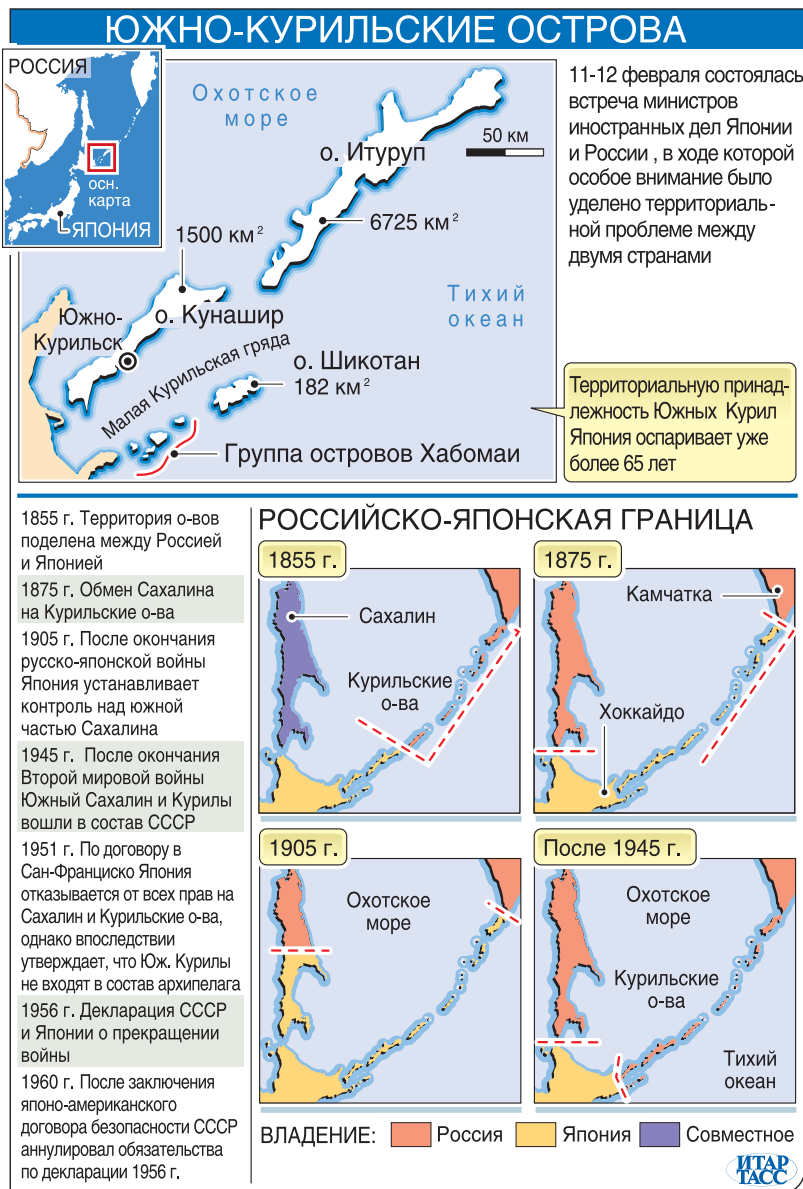 ЮЖНО-КУРИЛЬСКИЕ ОСТРОВА
РОССИЯ
осн.
карта
ЯПОНИЯ
Охотское
море
50 км
о. Итуруп
6725 км²
1500 км²
Тихий
океан
Южно-
Курильск
о. Кунашир
Малая Курильская гряда
о. Шикотан
182 км²
Группа островов Хабомаи
11-12 февраля состоялась
встреча министров
иностранных дел Японии
и России , в ходе которой
особое внимание было
уделено территориаль-
ной проблеме между
двумя странами
Территориальную принад-
лежность Южных Курил
Япония оспаривает уже
более 65 лет
1855 г. Территория о-вов
поделена между Россией
и Японией
1875 г. Обмен Сахалина
на Курильские о-ва
1905 г. После окончания
русско-японской войны
Япония устанавливает
контроль над южной
частью Сахалина
1945 г. После окончания
Второй мировой войны
Южный Сахалин и Курилы
вошли в состав СССР
1951 г. По договору в
Сан-Франциско Япония
отказывается от всех прав на
Сахалин и Курильские о-ва,
однако впоследствии
утверждает, что Юж. Курилы
не входят в состав архипелага
1956 г. Декларация СССР
и Японии о прекращении
войны
1960 г. После заключения
японо-американского
договора безопасности СССР
аннулировал обязательства
по декларации 1956 г.
РОССИЙСКО-ЯПОНСКАЯ ГРАНИЦА
1855 г.
Сахалин
Курильские
о-ва
1875 г.
Камчатка
Хоккайдо
1905 г.
Охотское
море
После 1945 г.
Охотское
море
Курильские
о-ва
Тихий
океан
ВЛАДЕНИЕ: Россия Япония Совместное
ИТАР
ТАСС